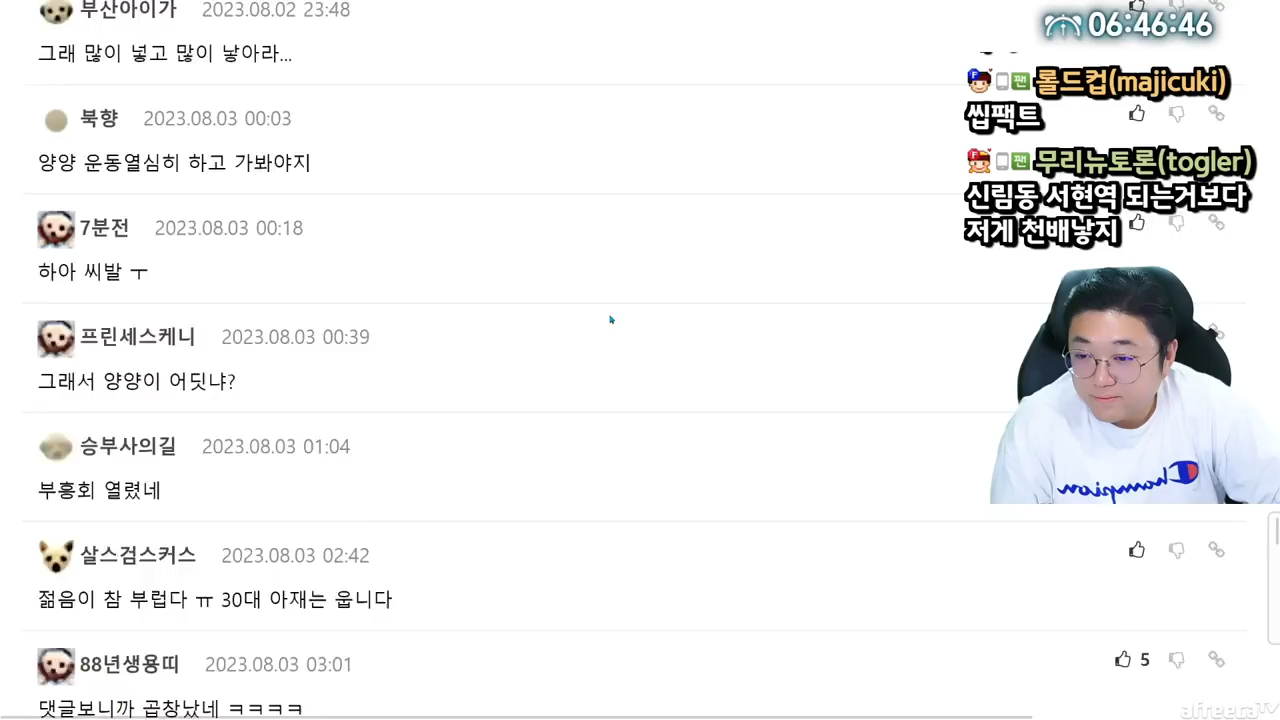 부산아이가 2023.08.02 23:48
그래 많이 넣고 많이 낳아라...
북향 2023.08.03 00:03
양양 운동열심히 하고 가봐야지
7분전 2023.08.03 00:18
하아 씨발 ㅜ
프린세스케니 2023.08.03 00:39
그래서 양양이 어딧냐?
승부사의길 2023.08.03 01:04
부흥회 열렸네
살스검스커스 2023.08.03 02:42
젊음이 참 부럽다 ㅠ 30대 아재는 웁니다
88년생용띠 2023.08.03 03:01
5
댓글보니까 곱창났네 ㅋㅋㅋㅋ
06:46:46
팬 롤드컵(majicuki)
씹팩트
팬 무리뉴토론(togler)
신림동 서현역 되는거보다
저게 천배낳지
Champion
afreecaTV